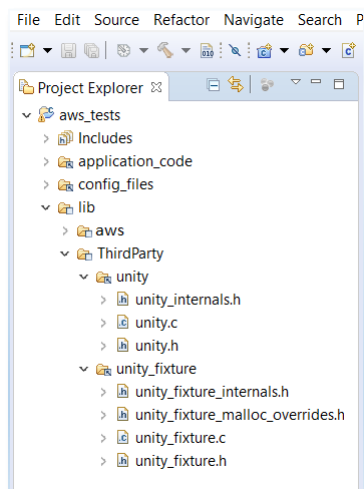 File Edit Source Refactor Navigate Search P
Project Explorer
aws_tests
Includes
application_code
config_files
lib
aws
ThirdParty
unity
unity_internals.h
unity.c
unity.h
unity_fixture
unity_fixture_internals.h
unity_fixture_malloc_overrides.h
unity_fixture.c
unity_fixture.h